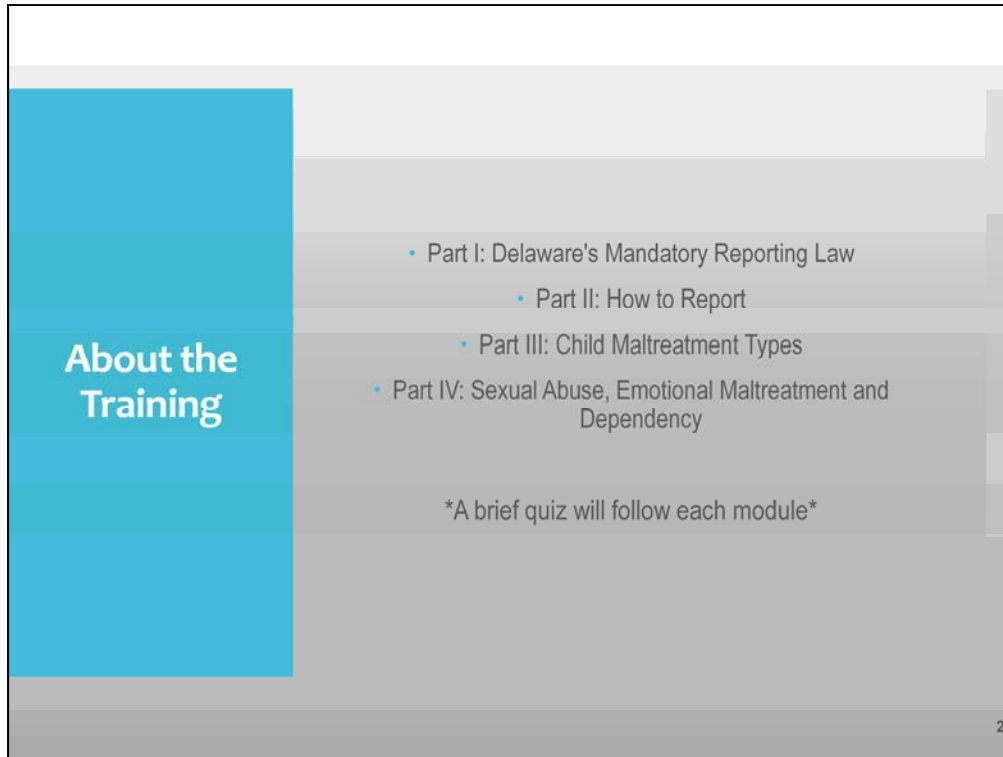 About the
Training
• Part I: Delaware's Mandatory Reporting Law
• Part II: How to Report
• Part III: Child Maltreatment Types
• Part IV: Sexual Abuse, Emotional Maltreatment and
Dependency
*A brief quiz will follow each module*
2